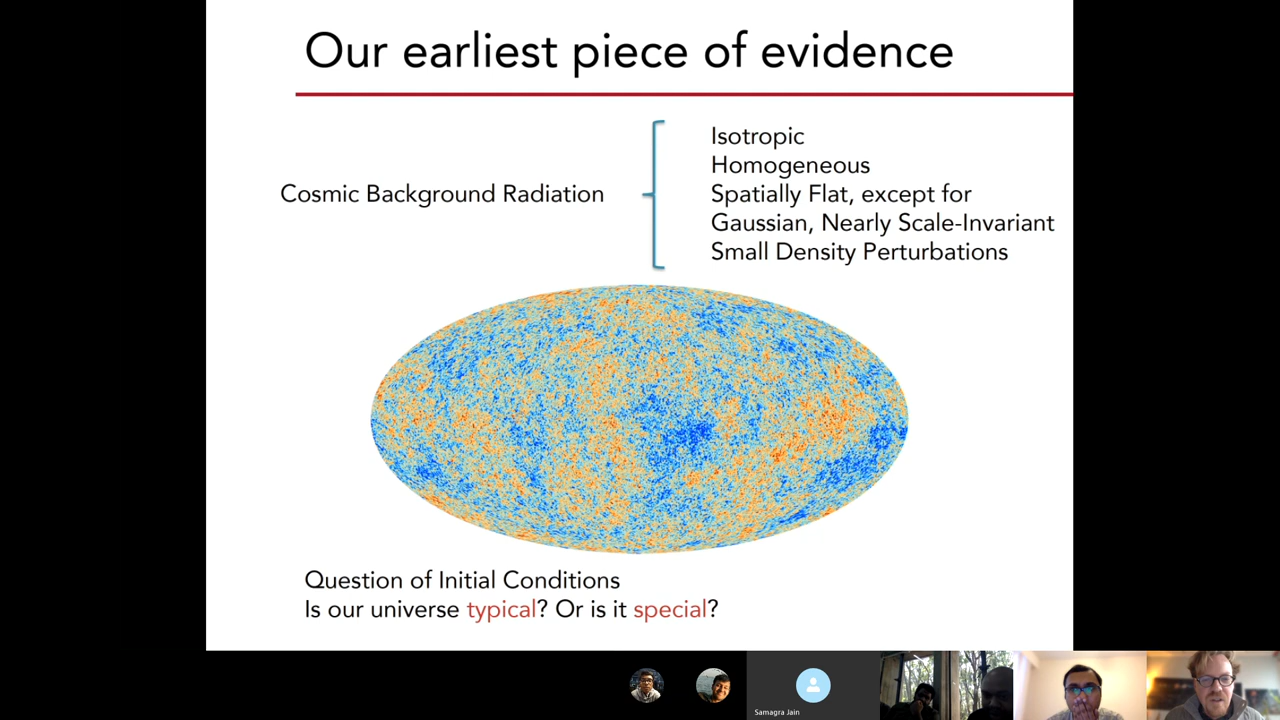 Our earliest piece of evidence
Cosmic Background Radiation
Isotropic
Homogeneous
Spatially Flat, except for
Gaussian, Nearly Scale-Invariant
Small Density Perturbations
Question of Initial Conditions
Is our universe typical? Or is it special?
Samagra Jain